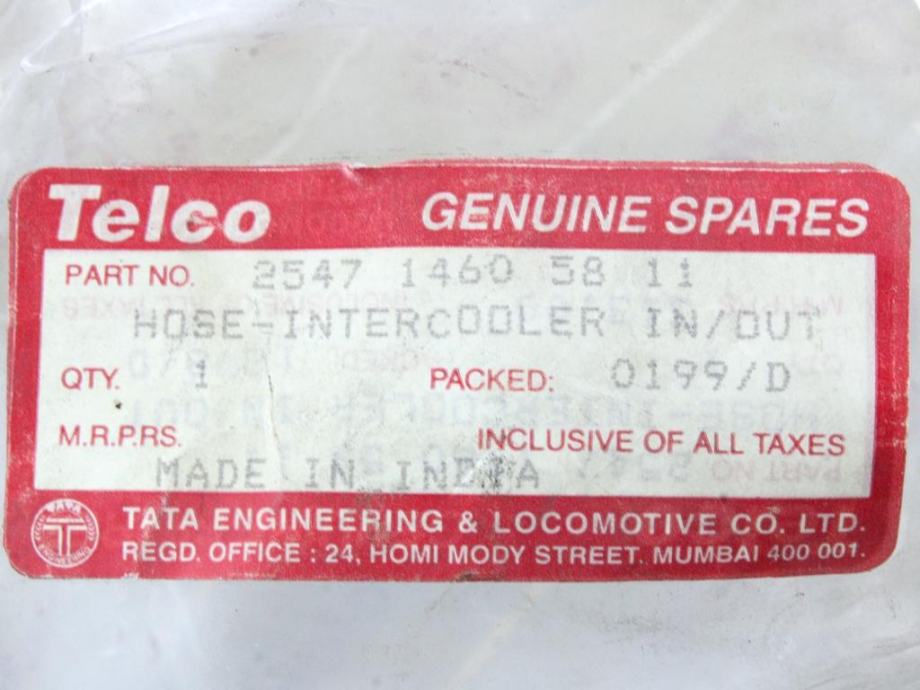 Telco GENUINE SPARES
PART NO. 2547 1460 58 11
HOSE-INTERCOOLER IN/OUT
QTY. 1 PACKED: 0199/D
M.R.P.RS. INCLUSIVE OF ALL TAXES
MADE IN INDIA
TATA
TATA ENGINEERING & LOCOMOTIVE CO. LTD.
REGD. OFFICE : 24, HOMI MODY STREET. MUMBAI 400 001.